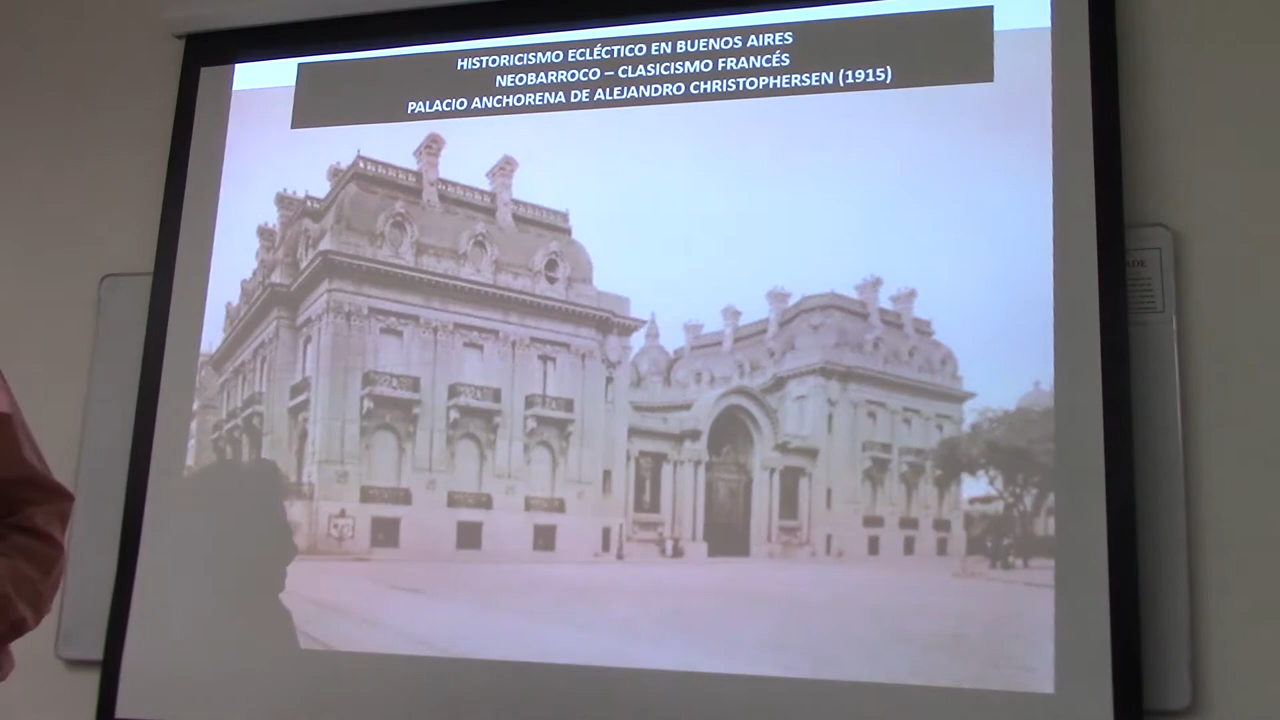 HISTORICISMO ECLÉCTICO EN BUENOS AIRES
NEOBARROCO – CLASICISMO FRANCÉS
PALACIO ANCHORENA DE ALEJANDRO CHRISTOPHERSEN (1915)